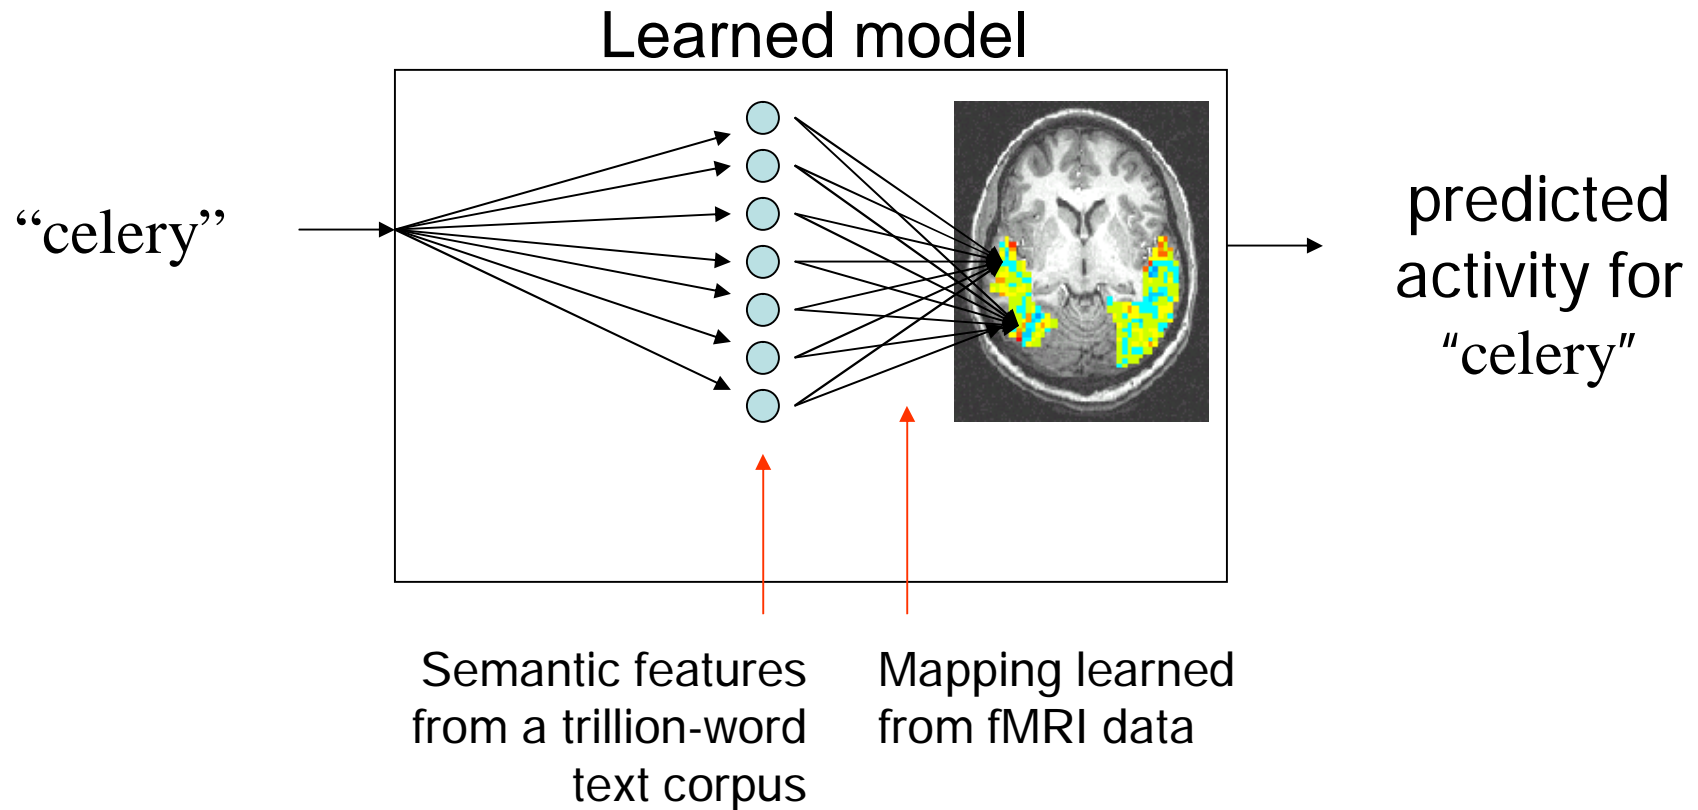 Learned model
“celery”
predicted
activity for
“celery”
Semantic features
from a trillion-word
text corpus
Mapping learned
from fMRI data